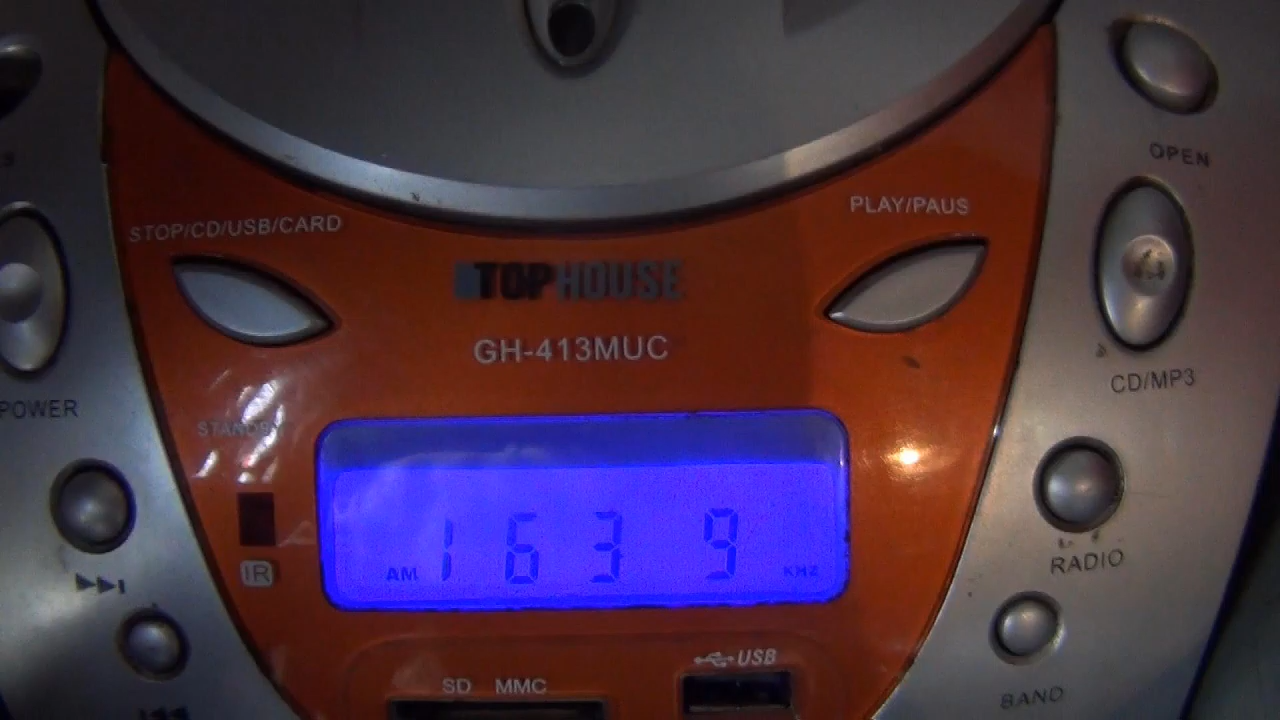 OPEN
STOP/CD/USB/CARD
PLAY/PAUS
TOPHOUSE
GH-413MUC
CD/MP3
POWER
STANDBY
AM 1639 KHZ
IR
RADIO
USB
SD MMC
BAND